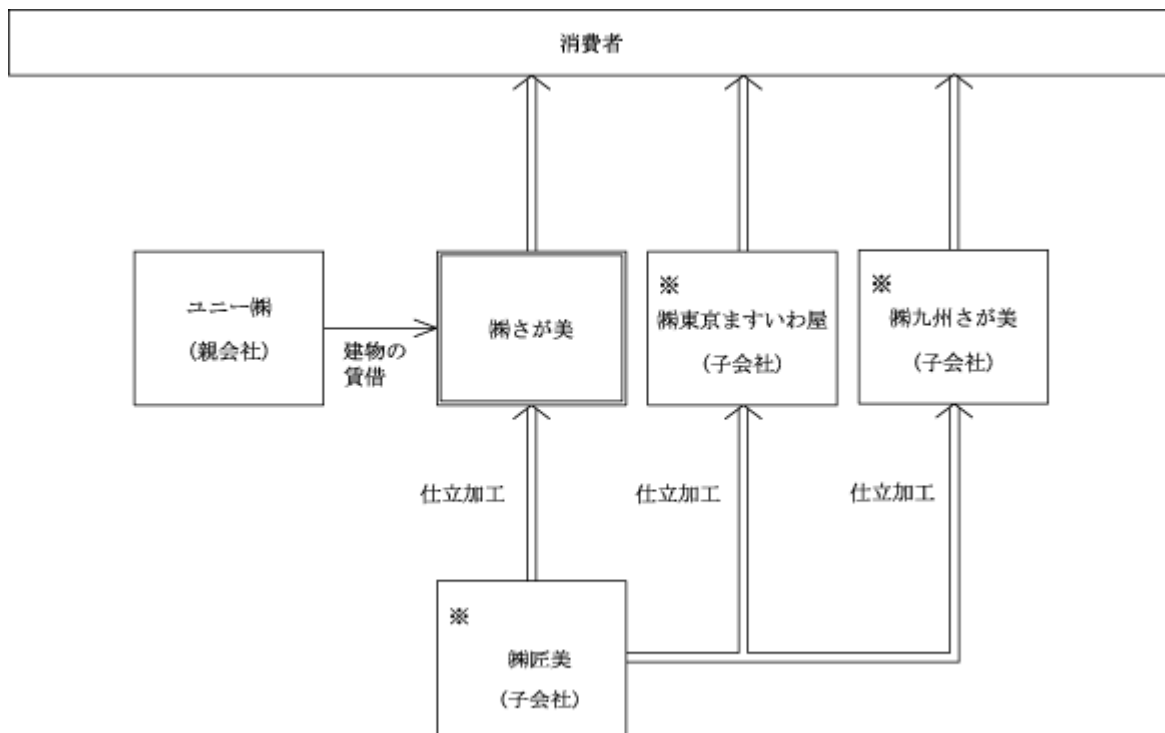 消費者
ユニー㈱
(親会社)
建物の
賃借
㈱さが美
※
㈱東京ますいわ屋
(子会社)
※
㈱九州さが美
(子会社)
仕立加工
仕立加工
仕立加工
※
㈱匠美
(子会社)